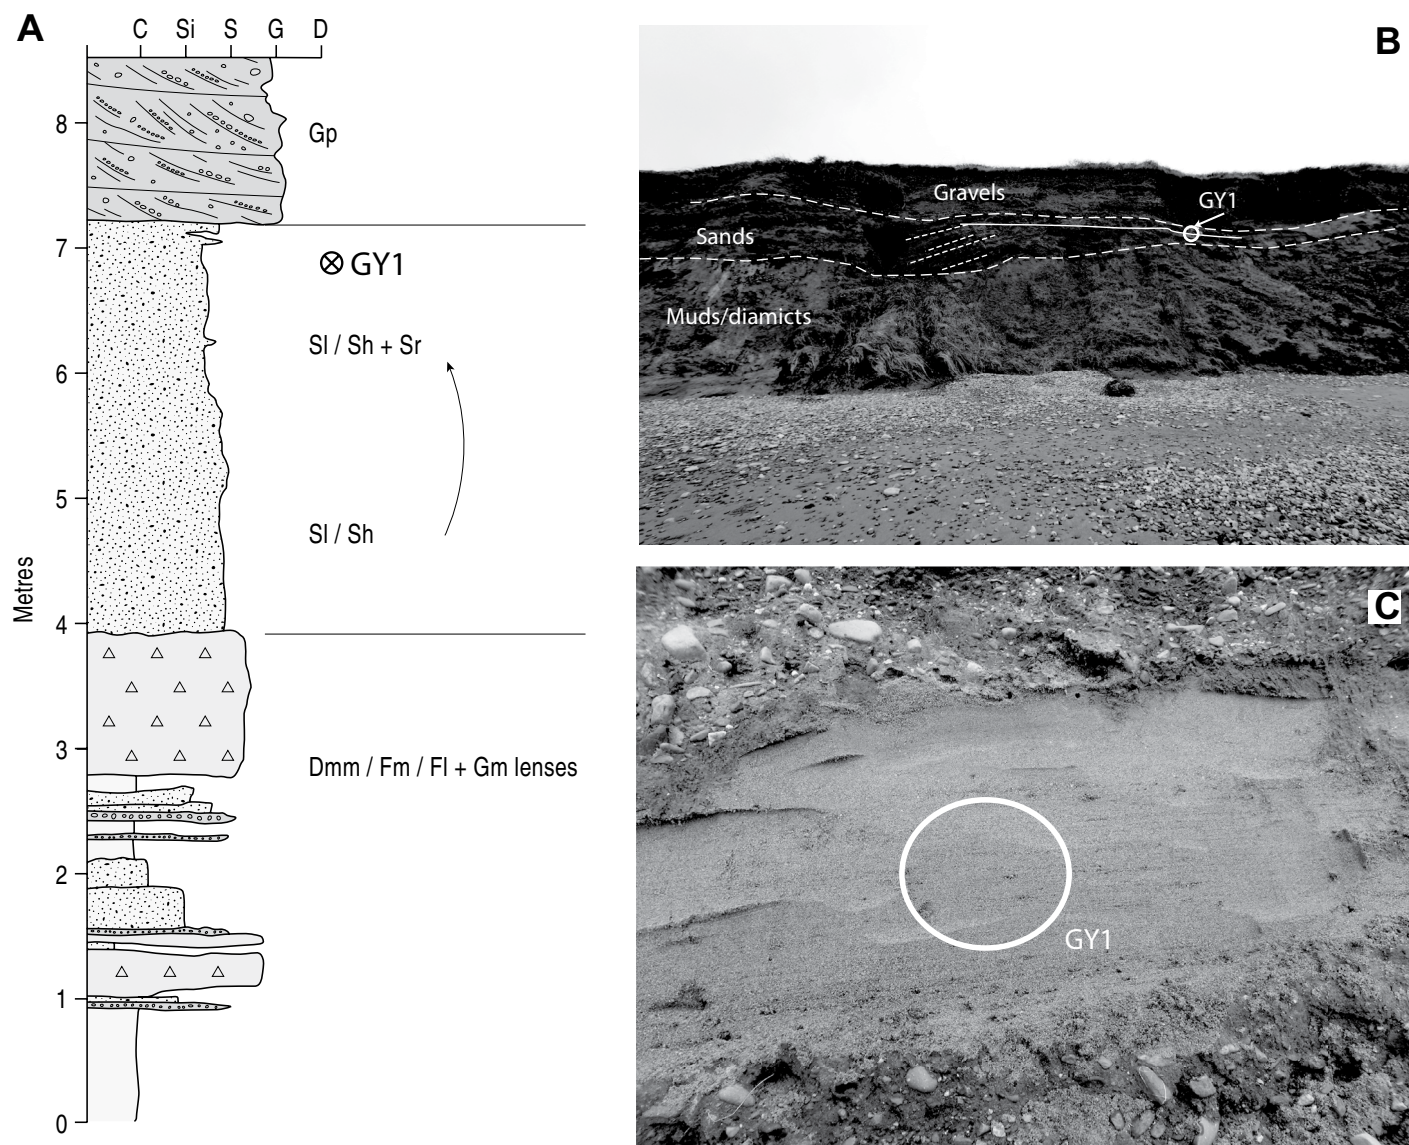 A
C Si S G D
8
Gp
7
GY1
Sl / Sh + Sr
6
5
Sl / Sh
Metres
4
3
Dmm / Fm / Fl + Gm lenses
2
1
0
B
Gravels
GY1
Sands
Muds/diamicts
C
GY1